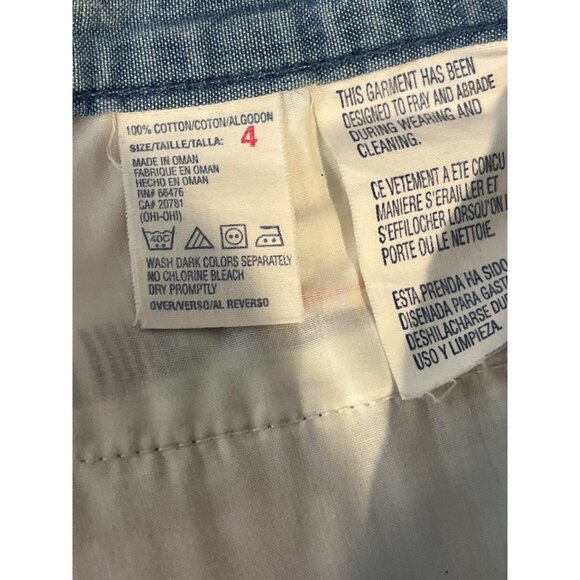 100% COTTON/COTON/ALGODON
SIZE/TAILLE/TALLA: 4
MADE IN OMAN
FABRIQUE EN OMAN
HECHO EN OMAN
RN# 66476
CA# 20781
(OHI-OHI)
40C
WASH DARK COLORS SEPARATELY
NO CHLORINE BLEACH
DRY PROMPTLY
OVER/VERSO/AL REVERSO
THIS GARMENT HAS BEEN
DESIGNED TO FRAY AND ABRADE
DURING WEARING AND
CLEANING.
CE VETEMENT A ETE CONCU
MANIERE S'ERAILLER ET
S'EFFILOCHER LORSQU'ON
PORTE OÙ LE NETTOIE.
ESTA PRENDA HA SIDO
DISENADA PARA GAST
DESHILACHARSE DU
USO Y LIMPIEZA.